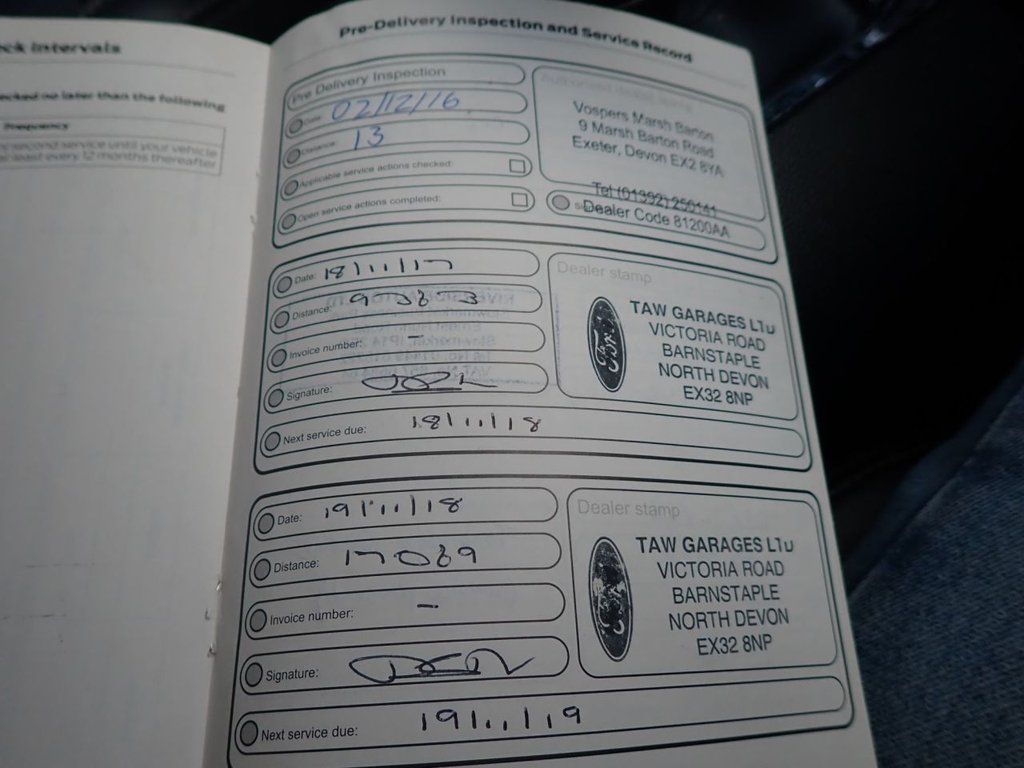 ck Intervals
ecked no later than the following
Frequency
second service until your vehicle
at least every 12 months thereafter
Pre-Delivery Inspection and Service Record
Pre Delivery Inspection
Date: 02/12/16
Distance: 13
Applicable service actions checked:
Open service actions completed:
Vospers Marsh Barton
9 Marsh Barton Road
Exeter, Devon EX2 8YA
Tel (01392) 250141
Dealer Code 81200AA
Date: 18/11/17
Distance:
Invoice number: -
Signature:
Next service due: 18/11/18
Dealer stamp
Ford
TAW GARAGES LTD
VICTORIA ROAD
BARNSTAPLE
NORTH DEVON
EX32 8NP
Date: 19/11/18
Distance: 17089
Invoice number: -
Signature:
Next service due: 19/11/19
Dealer stamp
Ford
TAW GARAGES LTD
VICTORIA ROAD
BARNSTAPLE
NORTH DEVON
EX32 8NP